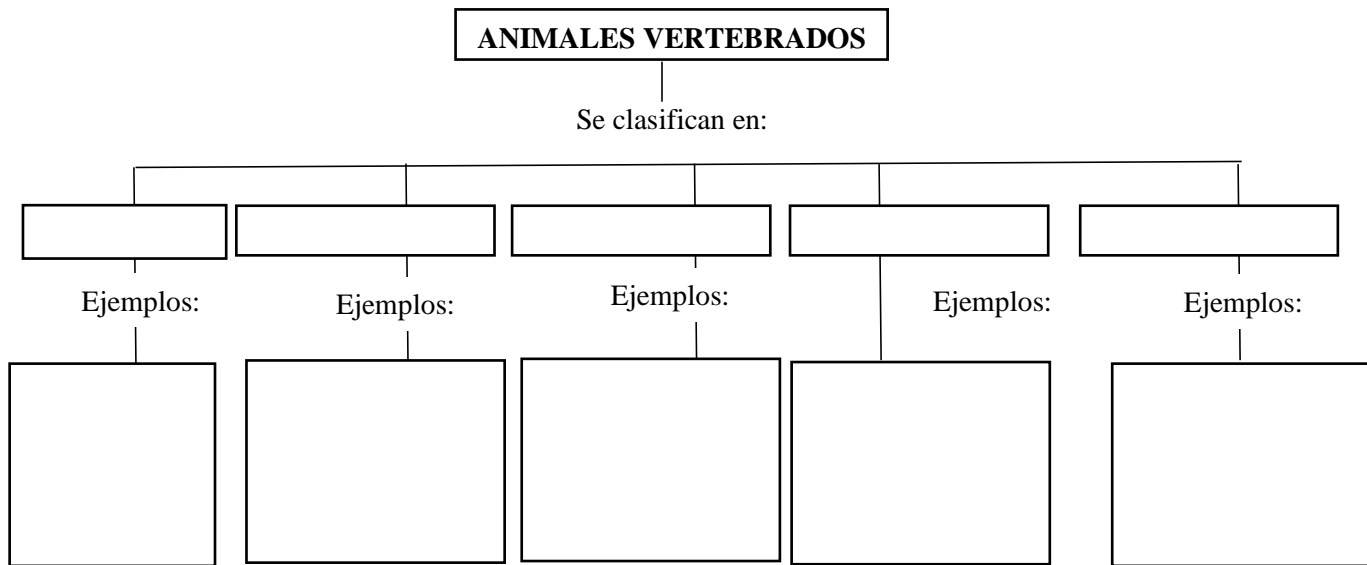 ANIMALES VERTEBRADOS
Se clasifican en:
Ejemplos:
Ejemplos:
Ejemplos:
Ejemplos:
Ejemplos: